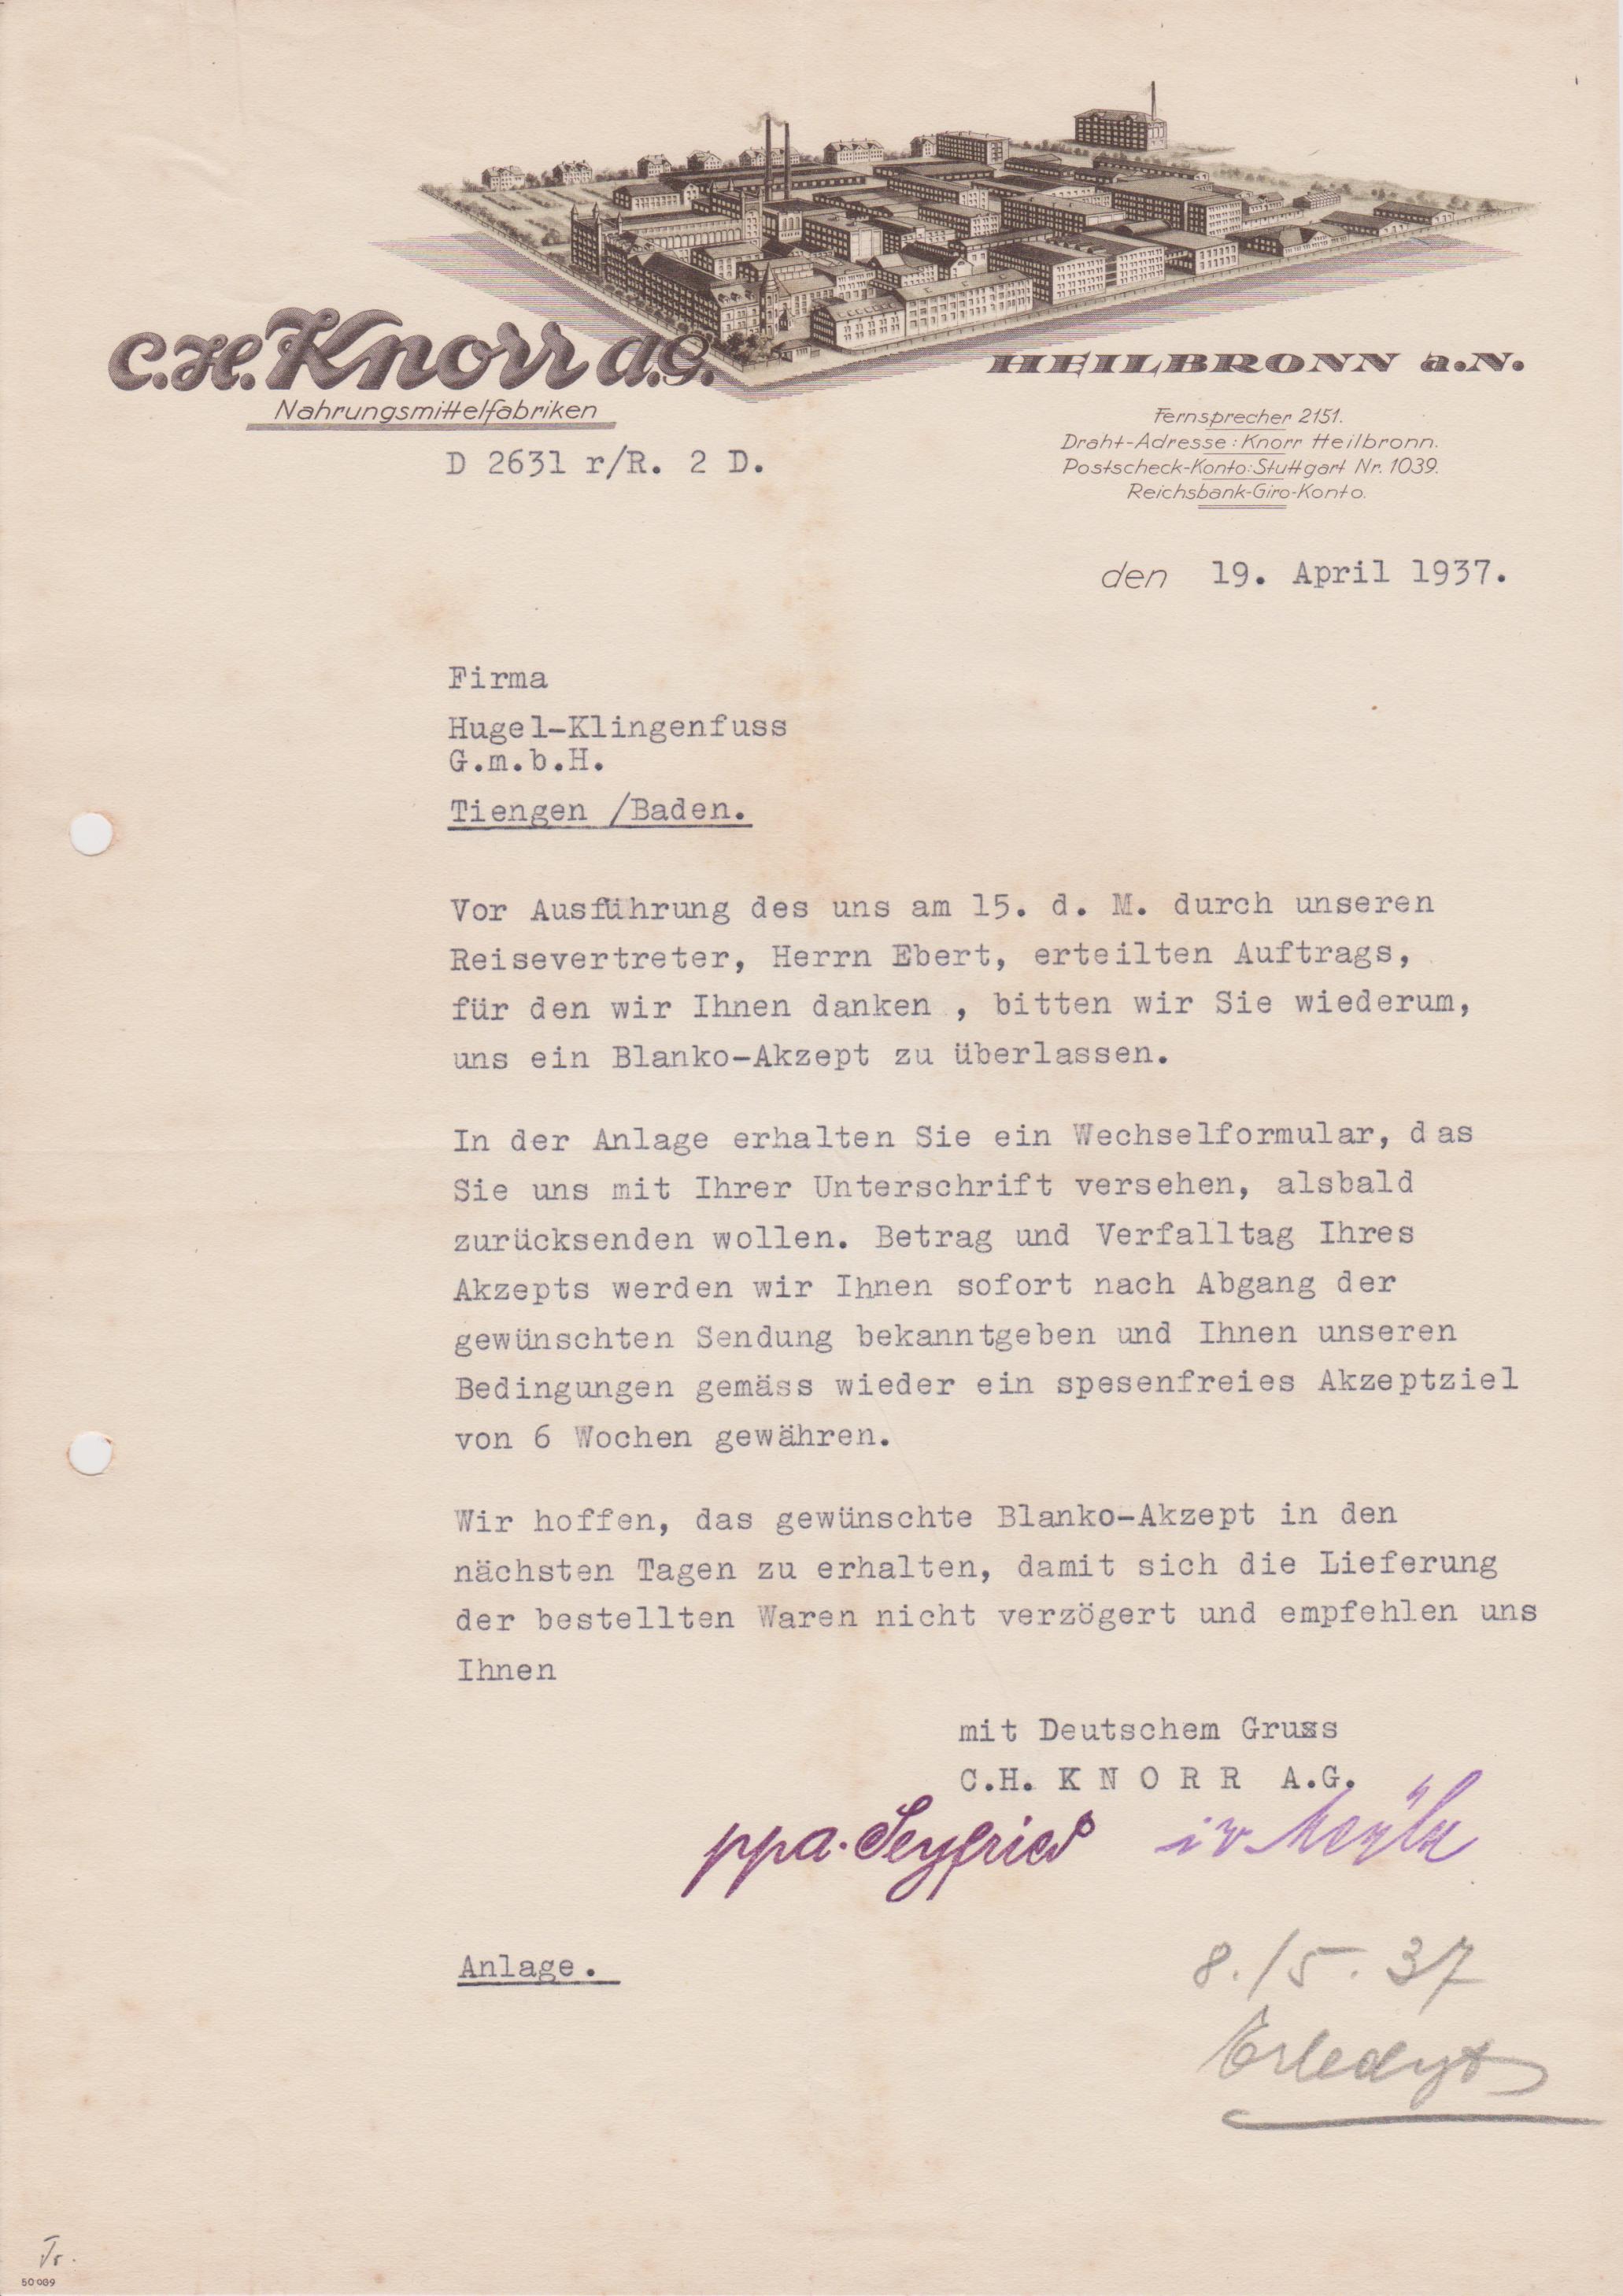 C.H. Knorr A.G.
Nahrungsmittelfabriken
HEILBRONN a.N.
Fernsprecher 2151.
Draht-Adresse: Knorr Heilbronn.
Postscheck-Konto: Stuttgart Nr. 1039.
Reichsbank-Giro-Konto.
D 2631 r/R. 2 D.
den 19. April 1937.
Firma
Hugel-Klingenfuss
G.m.b.H.
Tiengen /Baden.
Vor Ausführung des uns am 15. d. M. durch unseren
Reisevertreter, Herrn Ebert, erteilten Auftrags,
für den wir Ihnen danken , bitten wir Sie wiederum,
uns ein Blanko-Akzept zu überlassen.
In der Anlage erhalten Sie ein Wechselformular, das
Sie uns mit Ihrer Unterschrift versehen, alsbald
zurücksenden wollen. Betrag und Verfalltag Ihres
Akzepts werden wir Ihnen sofort nach Abgang der
gewünschten Sendung bekanntgeben und Ihnen unseren
Bedingungen gemäss wieder ein spesenfreies Akzeptziel
von 6 Wochen gewähren.
Wir hoffen, das gewünschte Blanko-Akzept in den
nächsten Tagen zu erhalten, damit sich die Lieferung
der bestellten Waren nicht verzögert und empfehlen uns
Ihnen
mit Deutschem Gruss
C.H. K N O R R A.G.
ppa. Seyfried iv
Anlage.
8./5. 37
Erledigt
Tr.
50 089